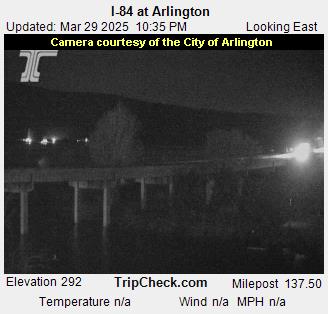 I-84 at Arlington
Updated: Mar 29 2025 10:35 PM Looking East
Camera courtesy of the City of Arlington
Elevation 292 TripCheck.com Milepost 137.50
Temperature n/a Wind n/a MPH n/a